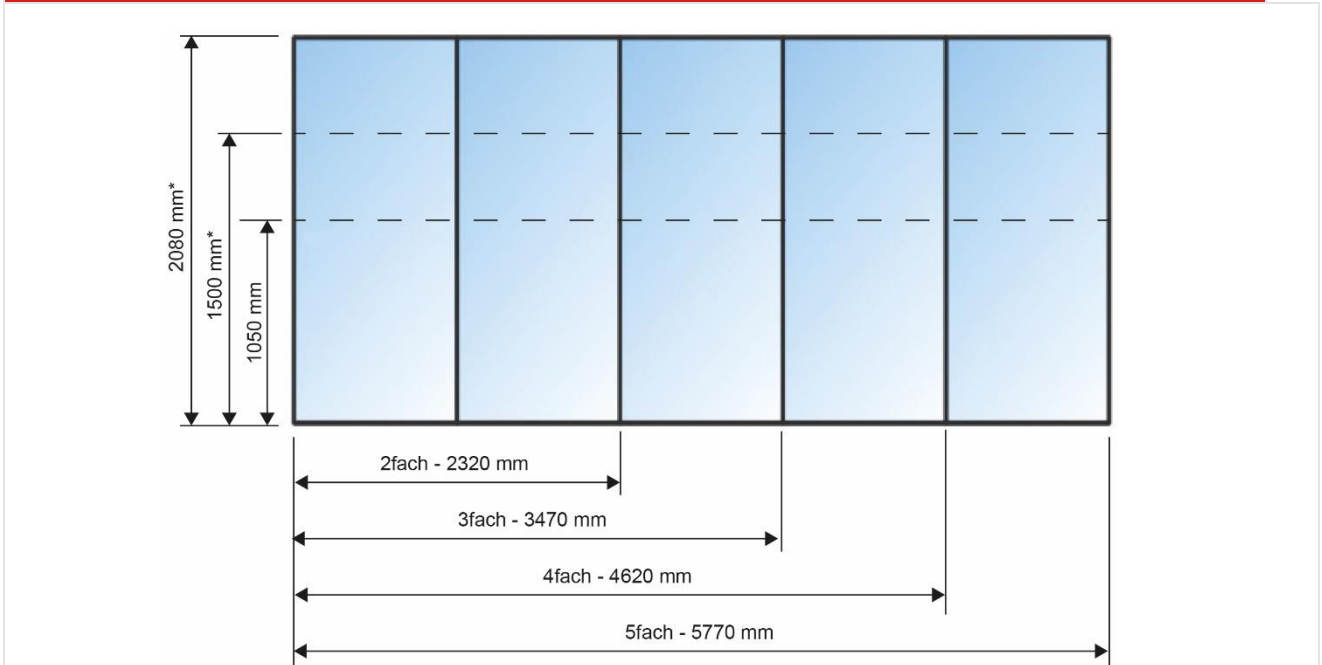 2080 mm*
1500 mm*
1050 mm
2fach - 2320 mm
3fach - 3470 mm
4fach - 4620 mm
5fach - 5770 mm